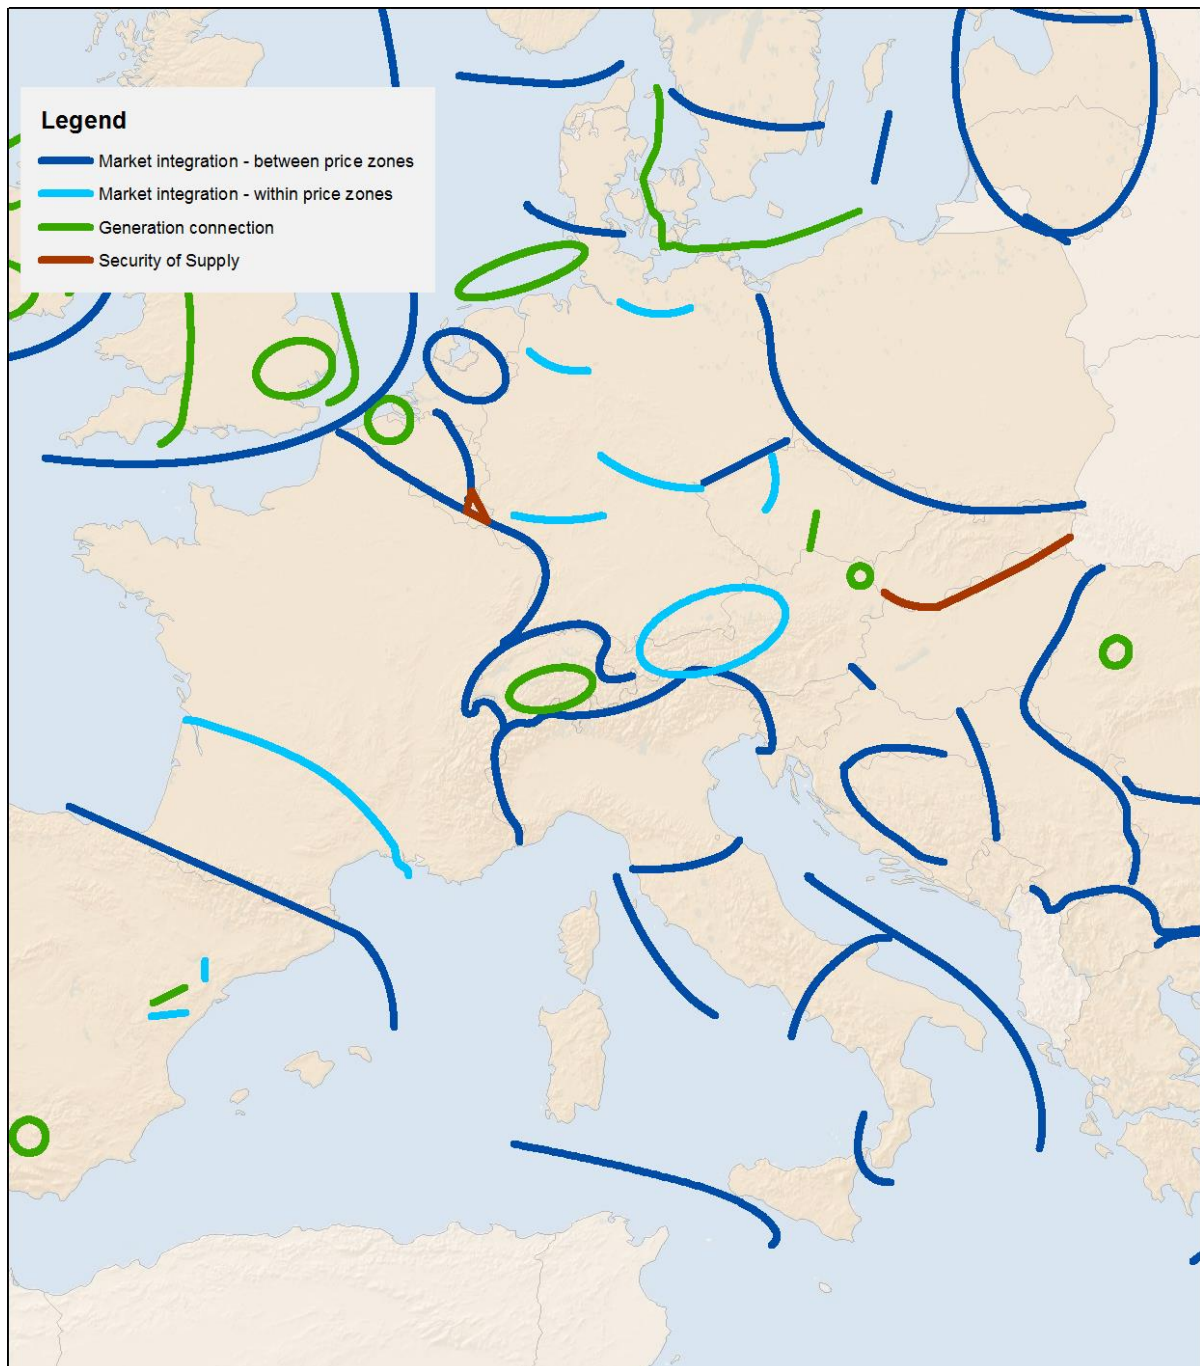 Legend
Market integration - between price zones
Market integration - within price zones
Generation connection
Security of Supply